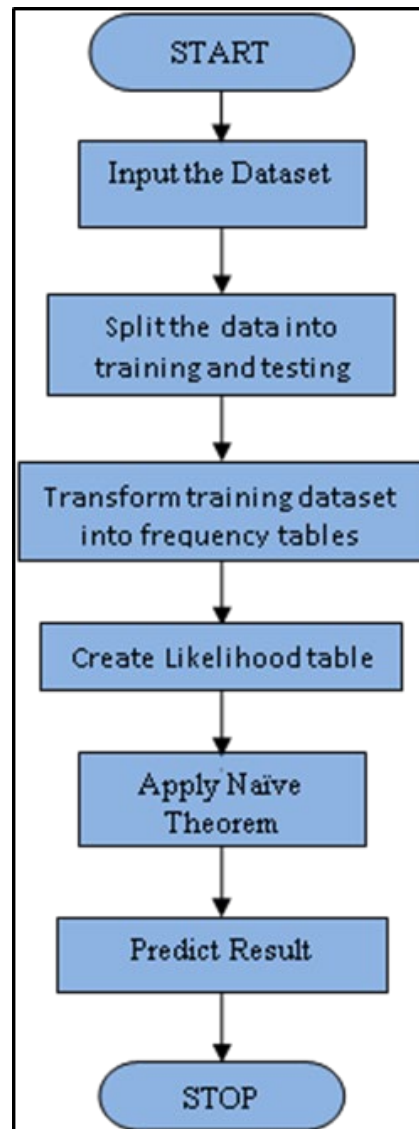 START
Input the Dataset
Split the data into
training and testing
Transform training dataset
into frequency tables
Create Likelihood table
Apply Naïve
Theorem
Predict Result
STOP